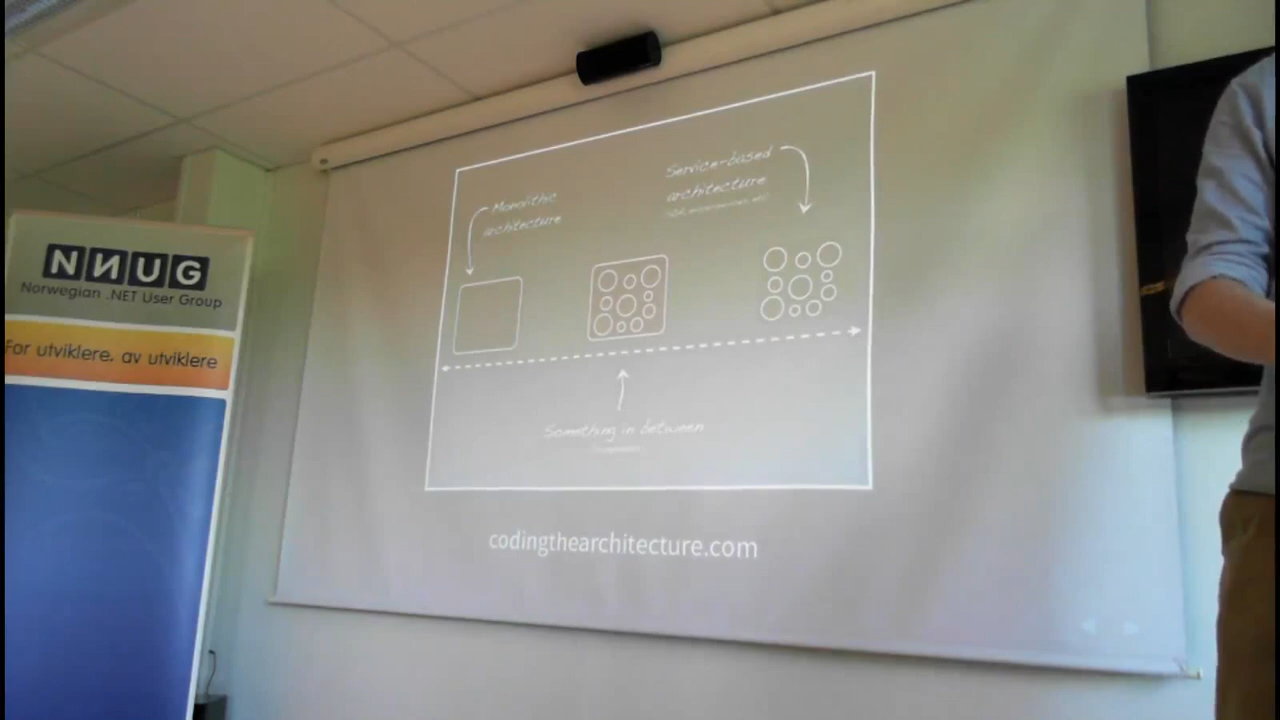 NNUG
Norwegian .NET User Group
For utviklere, av utviklere
Monolithic
architecture
Service-based
architecture
Something in between
codingthearchitecture.com